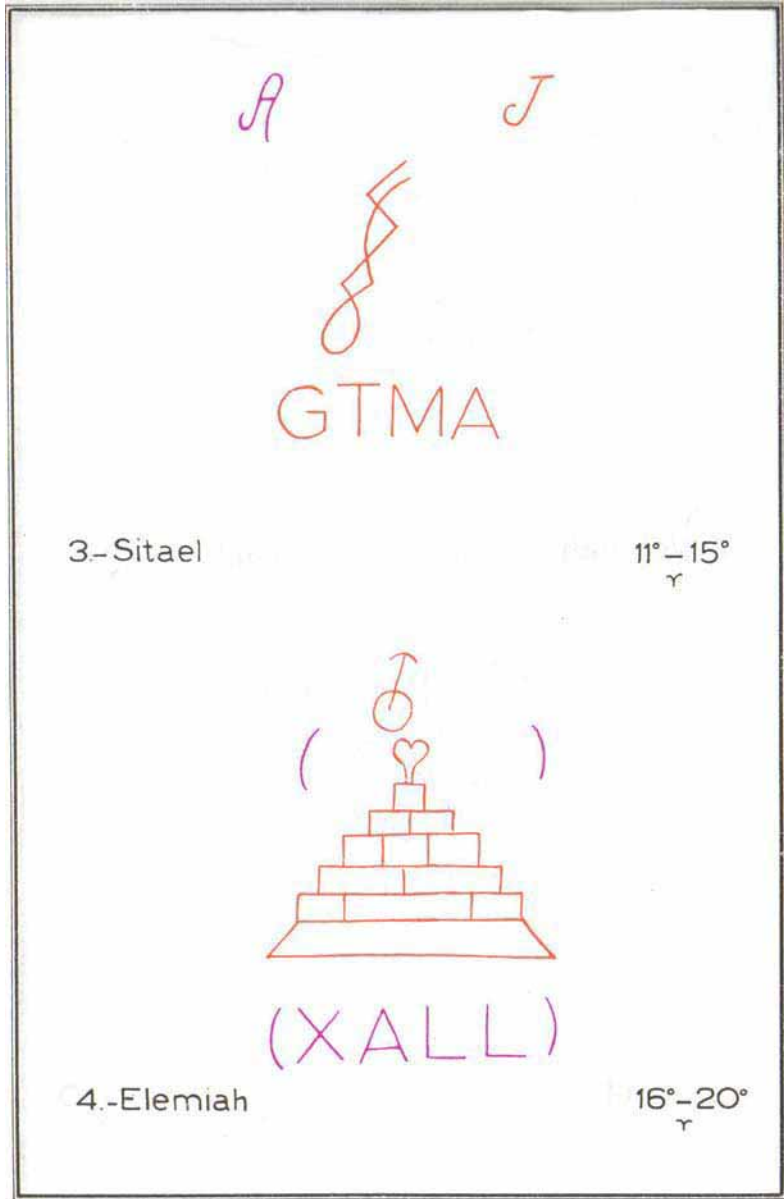 A J
GTMA
3.-Sitael 11°-15°
♈
( )
(XALL)
4.-Elemiah 16°-20°
♈